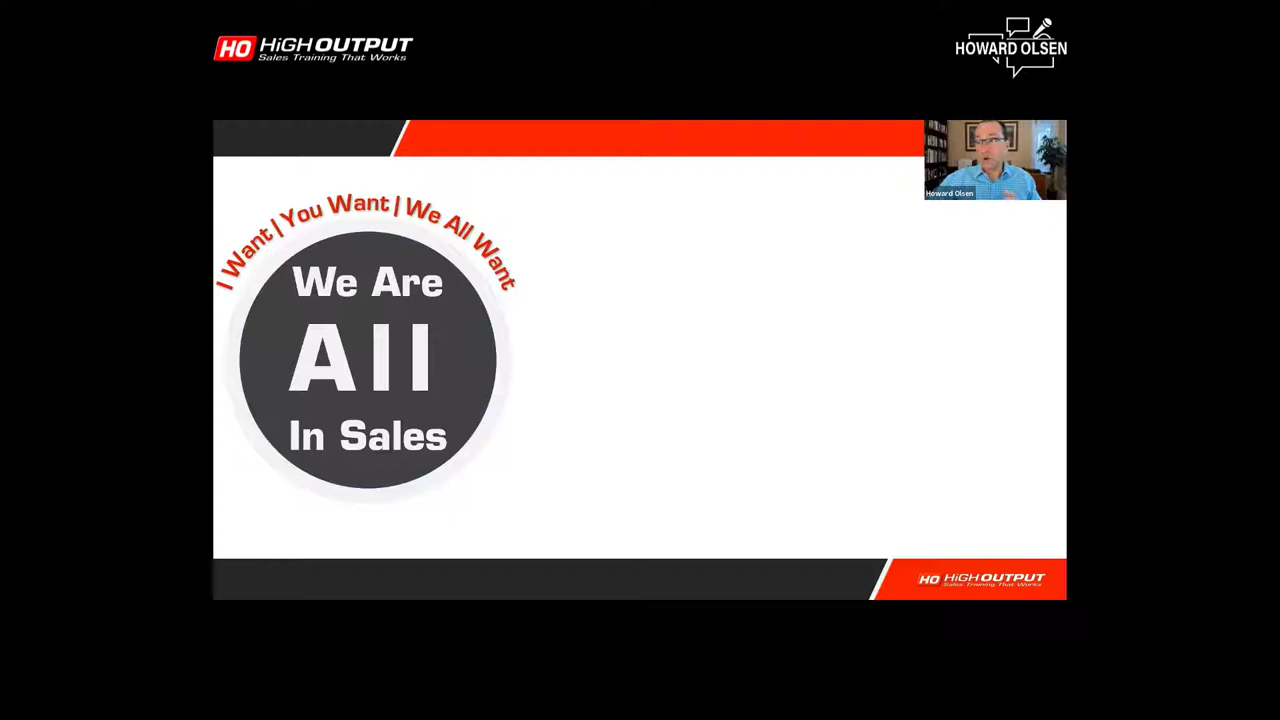 HO HiGH OUTPUT
Sales Training That Works
HOWARD OLSEN
Howard Olsen
I Want | You Want | We All Want
We Are
All
In Sales
HO HiGH OUTPUT
Sales Training That Works